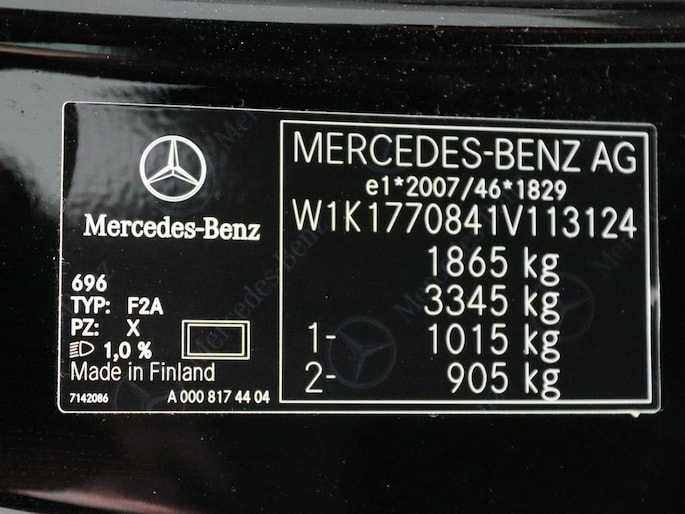 Mercedes-Benz
696
TYP: F2A
PZ: X
1,0 %
Made in Finland
7142086
A 000 817 44 04
MERCEDES-BENZ AG
e1*2007/46*1829
W1K1770841V113124
1865 kg
3345 kg
1- 1015 kg
2- 905 kg